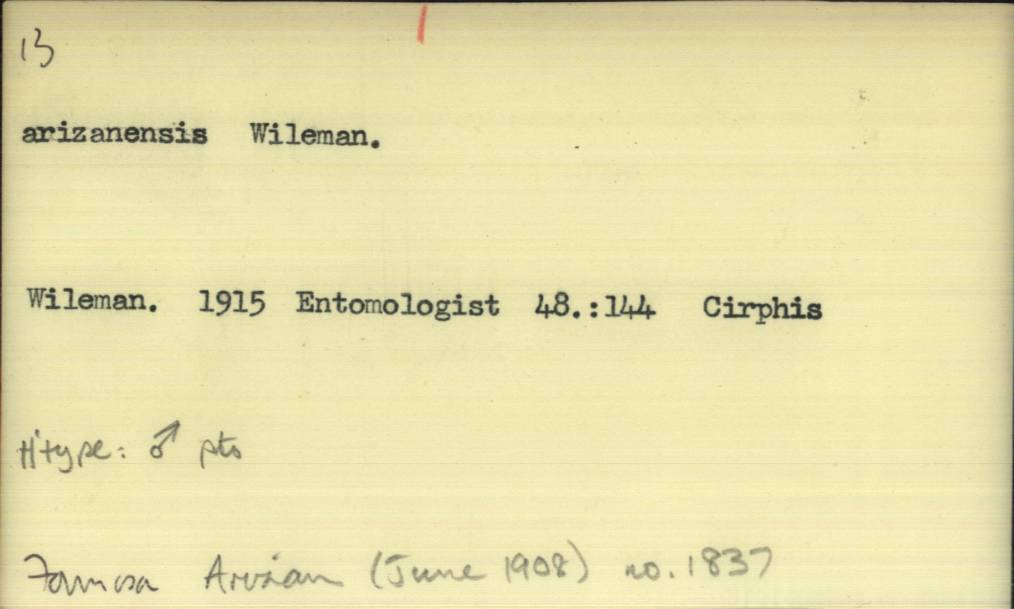 13
arizanensis Wileman.
Wileman. 1915 Entomologist 48.:144 Cirphis
H'type: ♂ pts
Formosa Arizan (June 1908) no. 1837